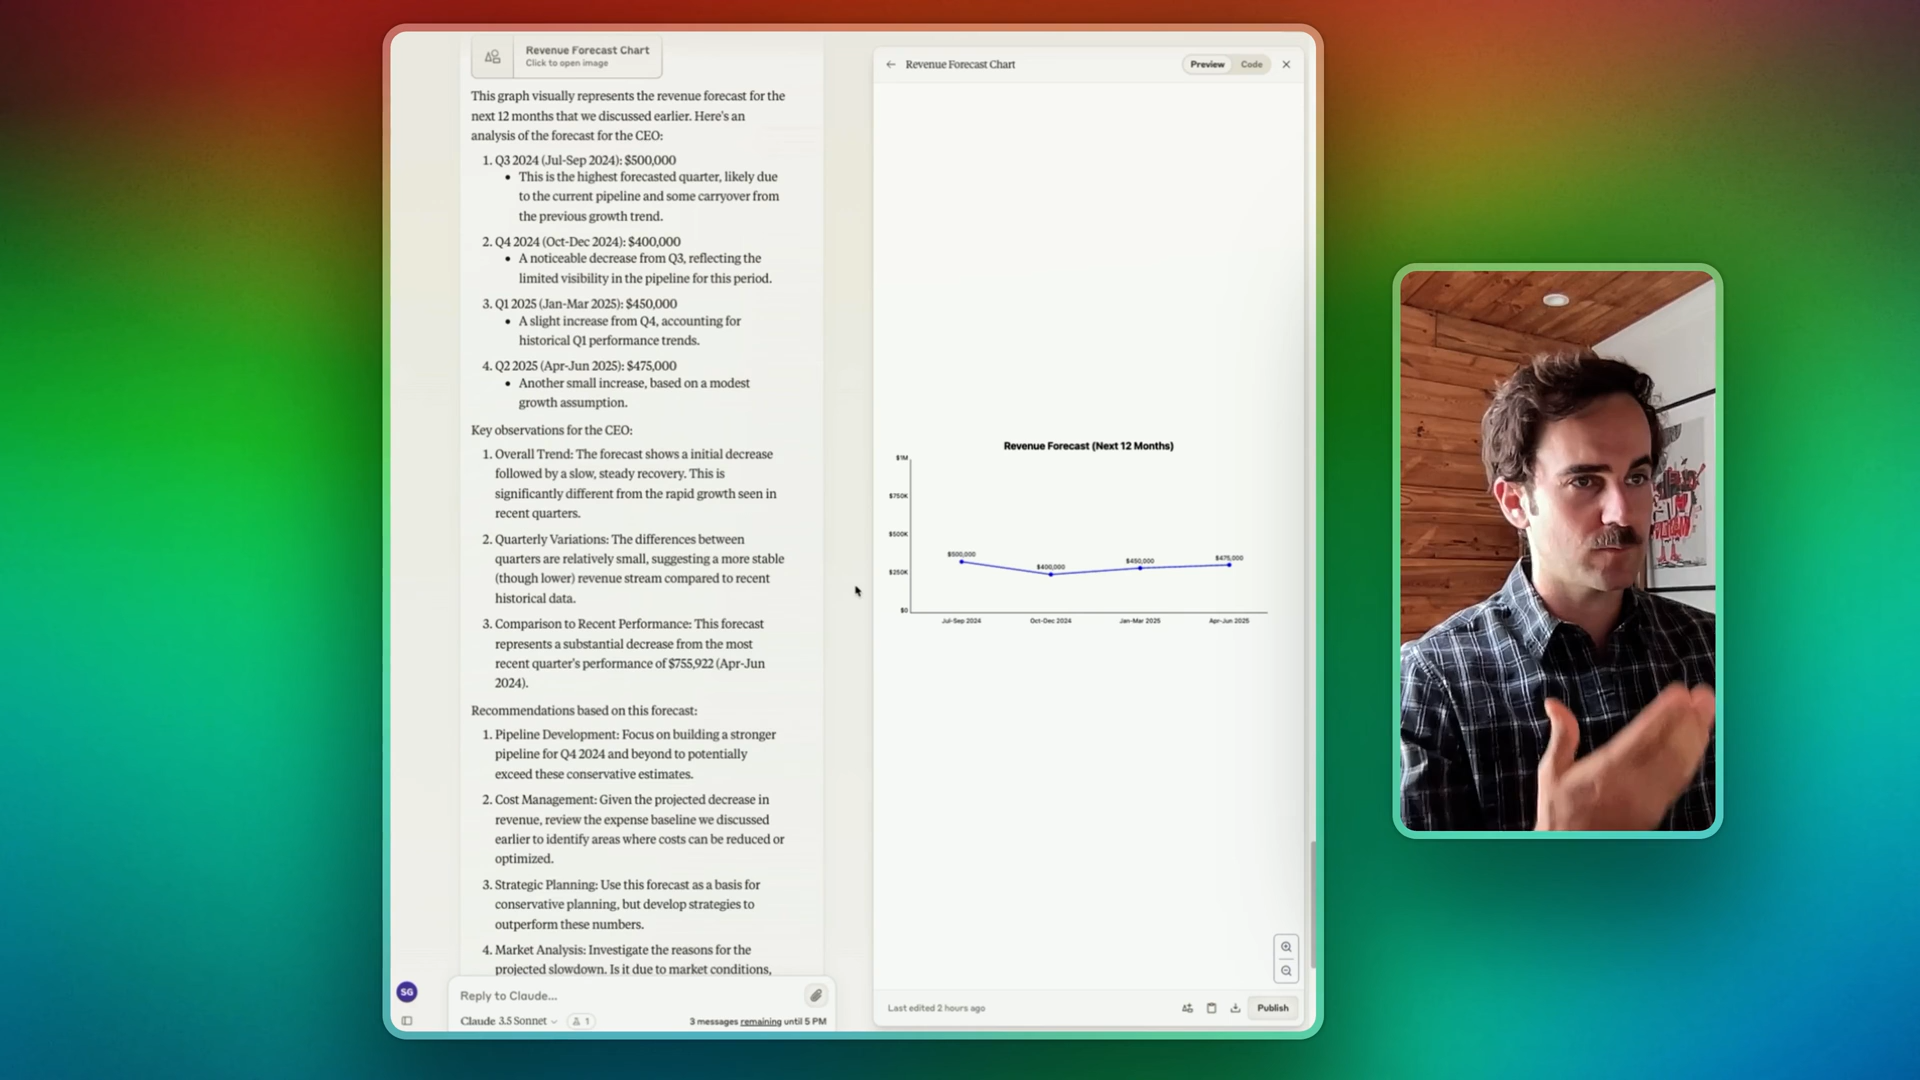 Revenue Forecast Chart
Click to open image
This graph visually represents the revenue forecast for the
next 12 months that we discussed earlier. Here's an
analysis of the forecast for the CEO:
1. Q3 2024 (Jul-Sep 2024): $500,000
• This is the highest forecasted quarter, likely due
to the current pipeline and some carryover from
the previous growth trend.
2. Q4 2024 (Oct-Dec 2024): $400,000
• A noticeable decrease from Q3, reflecting the
limited visibility in the pipeline for this period.
3. Q1 2025 (Jan-Mar 2025): $450,000
• A slight increase from Q4, accounting for
historical Q1 performance trends.
4. Q2 2025 (Apr-Jun 2025): $475,000
• Another small increase, based on a modest
growth assumption.
Key observations for the CEO:
1. Overall Trend: The forecast shows a initial decrease
followed by a slow, steady recovery. This is
significantly different from the rapid growth seen in
recent quarters.
2. Quarterly Variations: The differences between
quarters are relatively small, suggesting a more stable
(though lower) revenue stream compared to recent
historical data.
3. Comparison to Recent Performance: This forecast
represents a substantial decrease from the most
recent quarter's performance of $755,922 (Apr-Jun
2024).
Recommendations based on this forecast:
1. Pipeline Development: Focus on building a stronger
pipeline for Q4 2024 and beyond to potentially
exceed these conservative estimates.
2. Cost Management: Given the projected decrease in
revenue, review the expense baseline we discussed
earlier to identify areas where costs can be reduced or
optimized.
3. Strategic Planning: Use this forecast as a basis for
conservative planning, but develop strategies to
outperform these numbers.
4. Market Analysis: Investigate the reasons for the
projected slowdown. Is it due to market conditions,
SG
Reply to Claude...
Claude 3.5 Sonnet
1
3 messages remaining until 5 PM
Revenue Forecast Chart
Preview
Code
Revenue Forecast (Next 12 Months)
$1M
$750K
$500K
$250K
$0
$500,000
$400,000
$450,000
$475,000
Jul-Sep 2024
Oct-Dec 2024
Jan-Mar 2025
Apr-Jun 2025
Last edited 2 hours ago
Publish